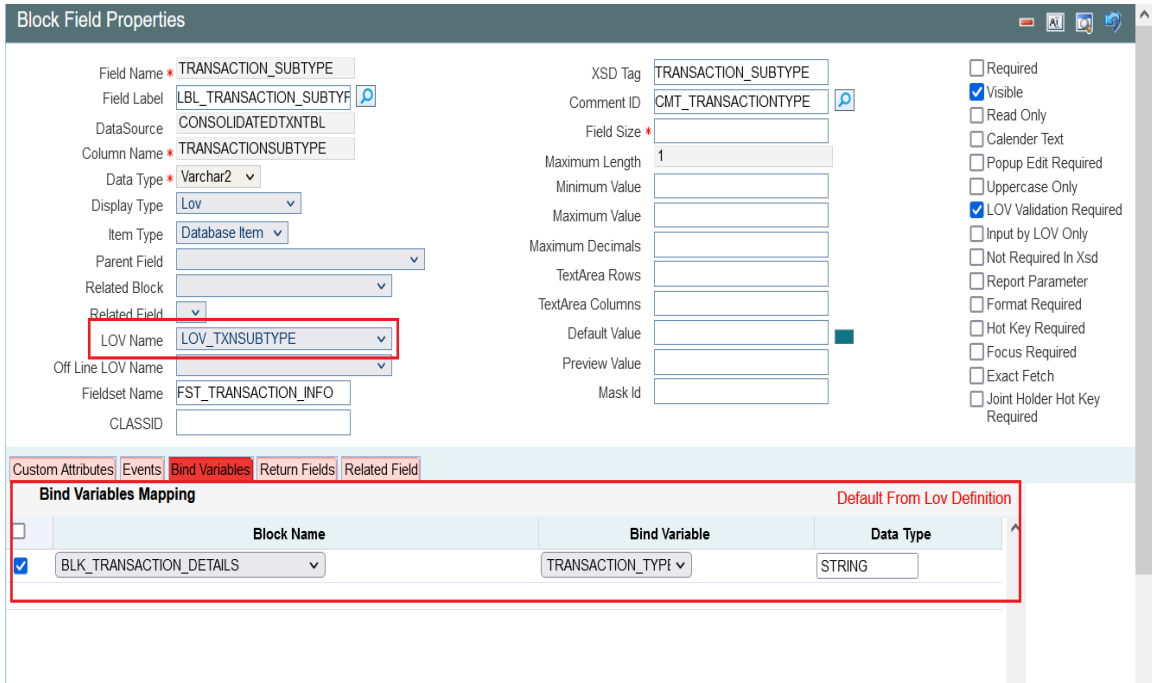 Block Field Properties
Field Name * TRANSACTION_SUBTYPE
Field Label LBL_TRANSACTION_SUBTYF
DataSource CONSOLIDATEDTXNTBL
Column Name * TRANSACTIONSUBTYPE
Data Type * Varchar2
Display Type Lov
Item Type Database Item
Parent Field
Related Block
Related Field
LOV Name LOV_TXNSUBTYPE
Off Line LOV Name
Fieldset Name FST_TRANSACTION_INFO
CLASSID
XSD Tag TRANSACTION_SUBTYPE
Comment ID CMT_TRANSACTIONTYPE
Field Size *
Maximum Length 1
Minimum Value
Maximum Value
Maximum Decimals
TextArea Rows
TextArea Columns
Default Value
Preview Value
Mask Id
Required
Visible
Read Only
Calender Text
Popup Edit Required
Uppercase Only
LOV Validation Required
Input by LOV Only
Not Required In Xsd
Report Parameter
Format Required
Hot Key Required
Focus Required
Exact Fetch
Joint Holder Hot Key
Required
Custom Attributes Events Bind Variables Return Fields Related Field
Bind Variables Mapping Default From Lov Definition
Block Name Bind Variable Data Type
BLK_TRANSACTION_DETAILS TRANSACTION_TYPE STRING